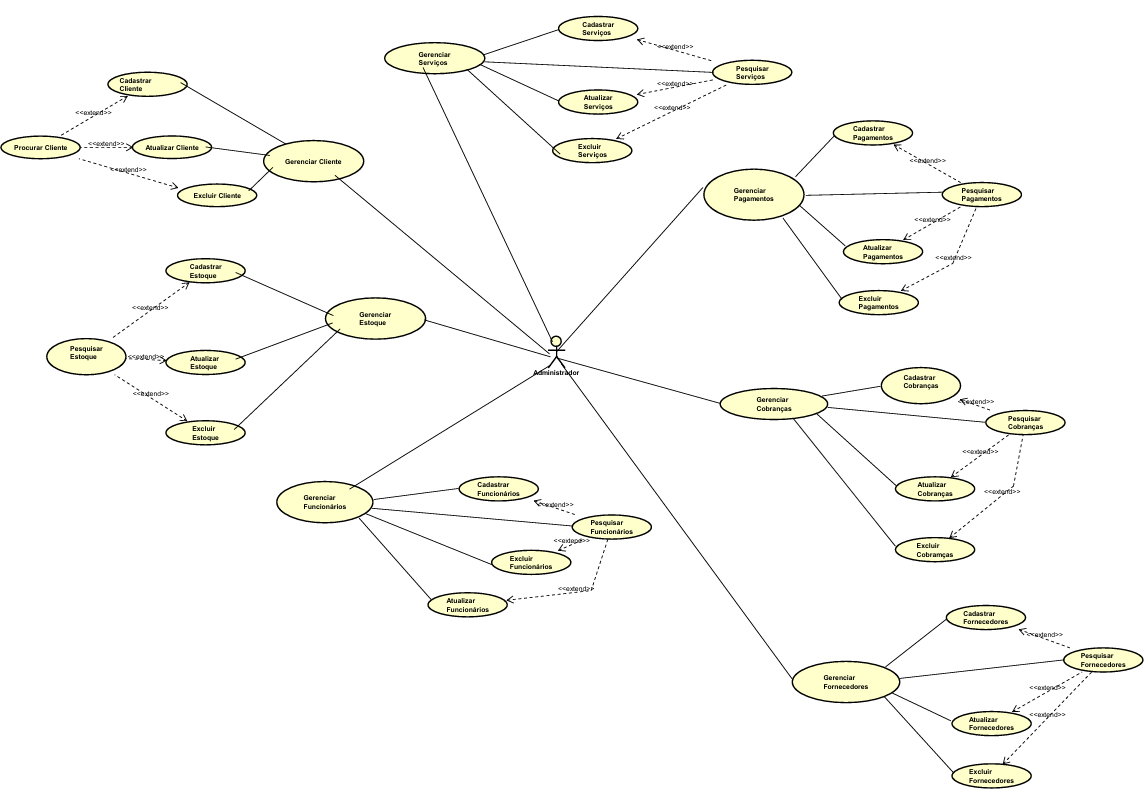 Cadastrar
Serviços
Gerenciar
Serviços
<<extend>>
Pesquisar
Serviços
<<extend>>
Atualizar
Serviços
<<extend>>
Excluir
Serviços
Cadastrar
Cliente
<<extend>>
Procurar Cliente
<<extend>>
Atualizar Cliente
<<extend>>
Excluir Cliente
Gerenciar Cliente
Cadastrar
Pagamentos
<<extend>>
Gerenciar
Pagamentos
Pesquisar
Pagamentos
<<extend>>
Atualizar
Pagamentos
<<extend>>
Excluir
Pagamentos
Cadastrar
Estoque
<<extend>>
Gerenciar
Estoque
Pesquisar
Estoque
<<extend>>
Atualizar
Estoque
<<extend>>
Excluir
Estoque
Administrador
Cadastrar
Cobranças
<<extend>>
Gerenciar
Cobranças
Pesquisar
Cobranças
<<extend>>
Atualizar
Cobranças
<<extend>>
Excluir
Cobramças
Cadastrar
Funcionários
<<extend>>
Gerenciar
Funcionários
Pesquisar
Funcionários
<<extend>>
Excluir
Funcionários
<<extend>>
Atualizar
Funcionários
Cadastrar
Fornecedores
<<extend>>
Pesquisar
Fornecedores
Gerenciar
Fornecedores
<<extend>>
<<extend>>
Atualizar
Fornecedores
Excluir
Fornecedores